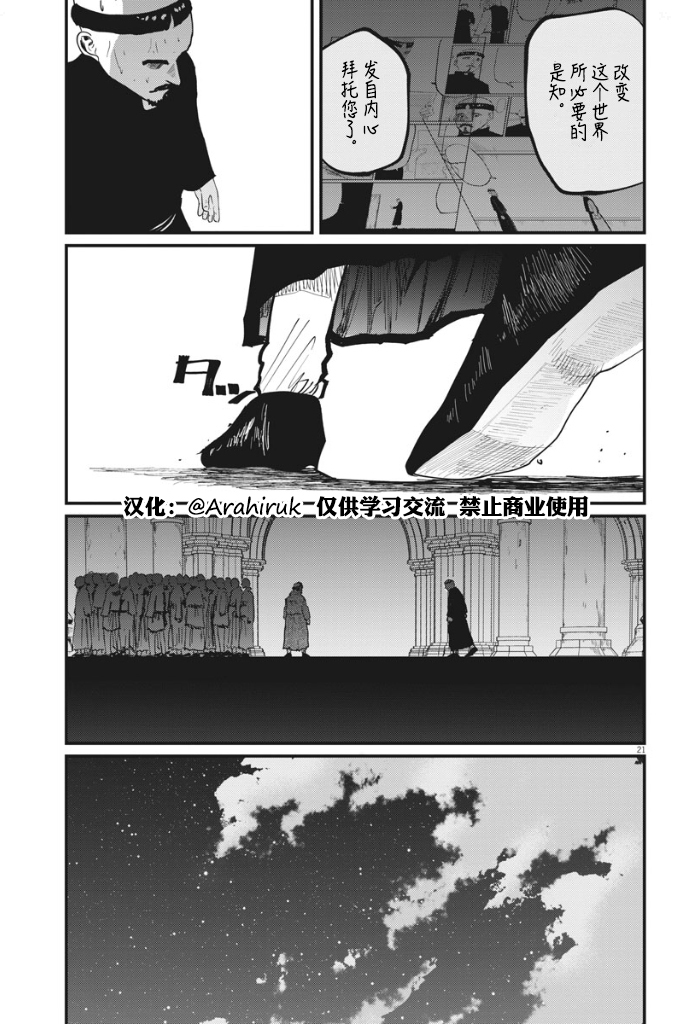 改变
这个世界
所必要的
是知。
发自内心
拜托您了。
タッ
汉化：@Arahiruk 仅供学习交流 禁止商业使用
21